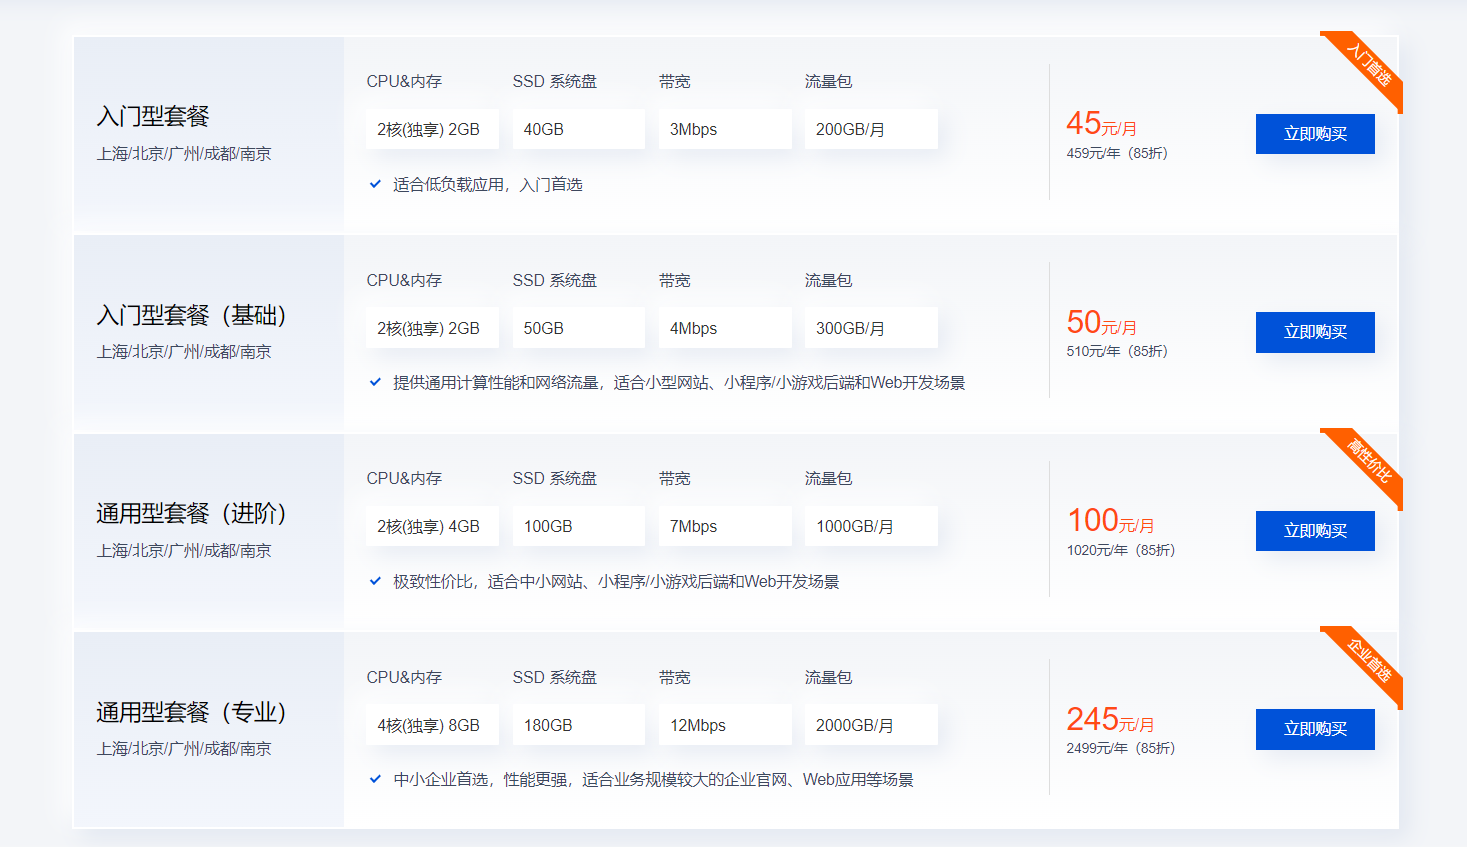 入门首选
入门型套餐
上海/北京/广州/成都/南京
CPU&内存 SSD 系统盘 带宽 流量包
2核(独享) 2GB 40GB 3Mbps 200GB/月
适合低负载应用，入门首选
45元/月
459元/年（85折）
立即购买
入门型套餐（基础）
上海/北京/广州/成都/南京
CPU&内存 SSD 系统盘 带宽 流量包
2核(独享) 2GB 50GB 4Mbps 300GB/月
提供通用计算性能和网络流量，适合小型网站、小程序/小游戏后端和Web开发场景
50元/月
510元/年（85折）
立即购买
高性价比
通用型套餐（进阶）
上海/北京/广州/成都/南京
CPU&内存 SSD 系统盘 带宽 流量包
2核(独享) 4GB 100GB 7Mbps 1000GB/月
极致性价比，适合中小网站、小程序/小游戏后端和Web开发场景
100元/月
1020元/年（85折）
立即购买
企业首选
通用型套餐（专业）
上海/北京/广州/成都/南京
CPU&内存 SSD 系统盘 带宽 流量包
4核(独享) 8GB 180GB 12Mbps 2000GB/月
中小企业首选，性能更强，适合业务规模较大的企业官网、Web应用等场景
245元/月
2499元/年（85折）
立即购买